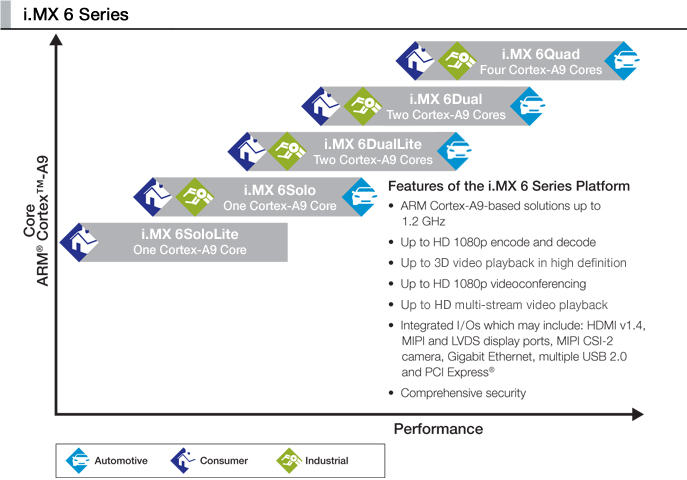 i.MX 6 Series
i.MX 6Quad
Four Cortex-A9 Cores
i.MX 6Dual
Two Cortex-A9 Cores
i.MX 6DualLite
Two Cortex-A9 Cores
i.MX 6Solo
One Cortex-A9 Core
i.MX 6SoloLite
One Cortex-A9 Core
Core
ARM® Cortex™-A9
Features of the i.MX 6 Series Platform
• ARM Cortex-A9-based solutions up to
1.2 GHz
• Up to HD 1080p encode and decode
• Up to 3D video playback in high definition
• Up to HD 1080p videoconferencing
• Up to HD multi-stream video playback
• Integrated I/Os which may include: HDMI v1.4,
MIPI and LVDS display ports, MIPI CSI-2
camera, Gigabit Ethernet, multiple USB 2.0
and PCI Express®
• Comprehensive security
Performance
Automotive
Consumer
Industrial